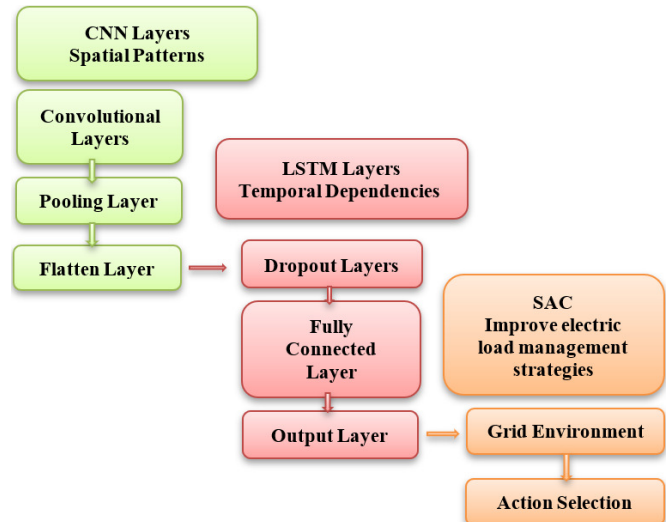 CNN Layers
Spatial Patterns
Convolutional
Layers
Pooling Layer
Flatten Layer
LSTM Layers
Temporal Dependencies
Dropout Layers
Fully
Connected
Layer
Output Layer
SAC
Improve electric
load management
strategies
Grid Environment
Action Selection